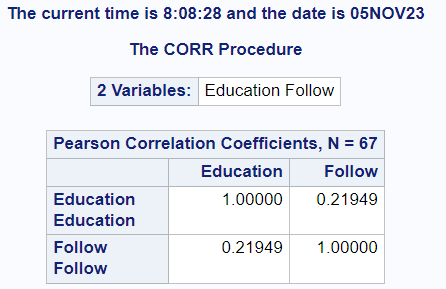 The current time is 8:08:28 and the date is 05NOV23
The CORR Procedure
2 Variables: Education Follow
Pearson Correlation Coefficients, N = 67
Education Follow
Education 1.00000 0.21949
Education
Follow 0.21949 1.00000
Follow